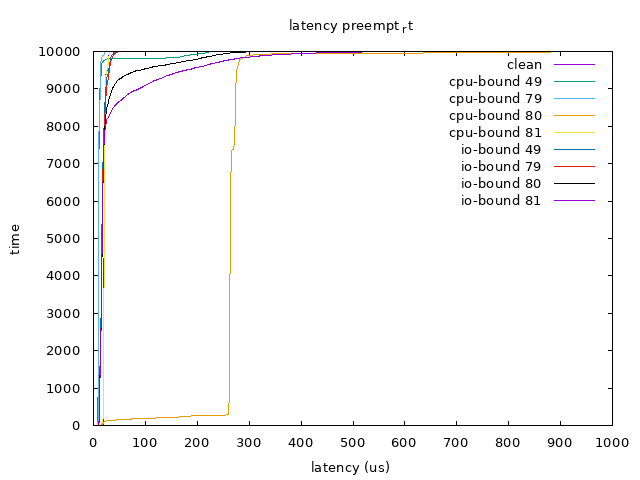 latency preempt rt
clean
cpu-bound 49
cpu-bound 79
cpu-bound 80
cpu-bound 81
io-bound 49
io-bound 79
io-bound 80
io-bound 81
10000
9000
8000
7000
6000
5000
4000
3000
2000
1000
0
time
0 100 200 300 400 500 600 700 800 900 1000
latency (us)